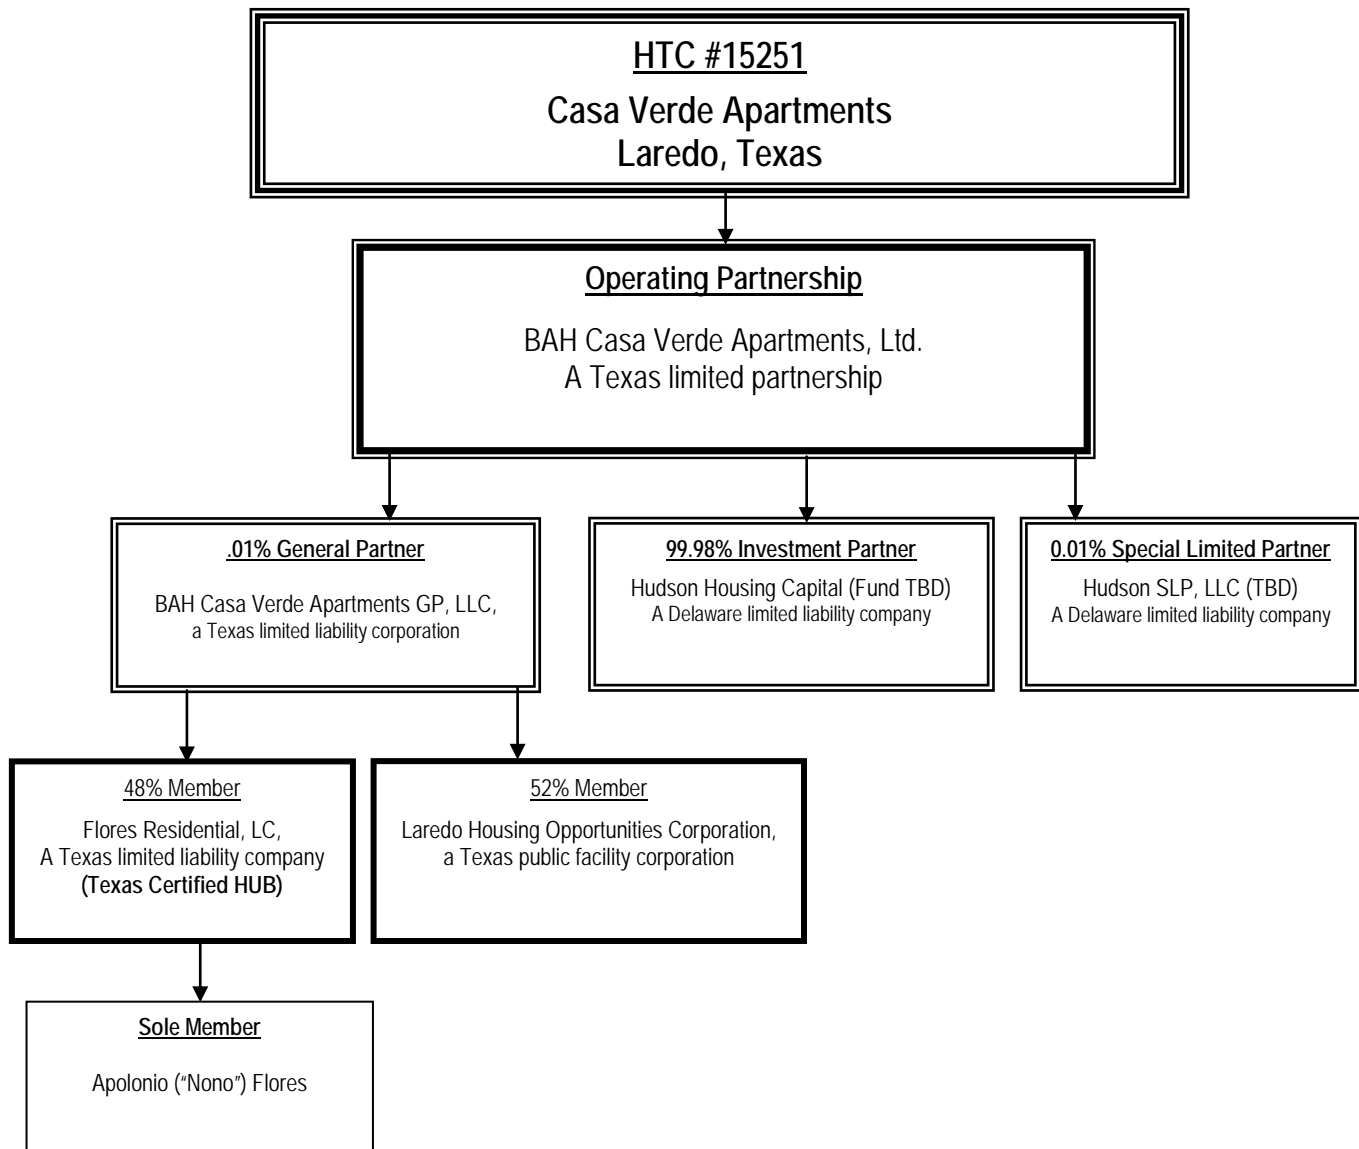 HTC #15251
Casa Verde Apartments
Laredo, Texas
Operating Partnership
BAH Casa Verde Apartments, Ltd.
A Texas limited partnership
.01% General Partner
BAH Casa Verde Apartments GP, LLC,
a Texas limited liability corporation
99.98% Investment Partner
Hudson Housing Capital (Fund TBD)
A Delaware limited liability company
0.01% Special Limited Partner
Hudson SLP, LLC (TBD)
A Delaware limited liability company
48% Member
Flores Residential, LC,
A Texas limited liability company
(Texas Certified HUB)
52% Member
Laredo Housing Opportunities Corporation,
a Texas public facility corporation
Sole Member
Apolonio (“Nono”) Flores